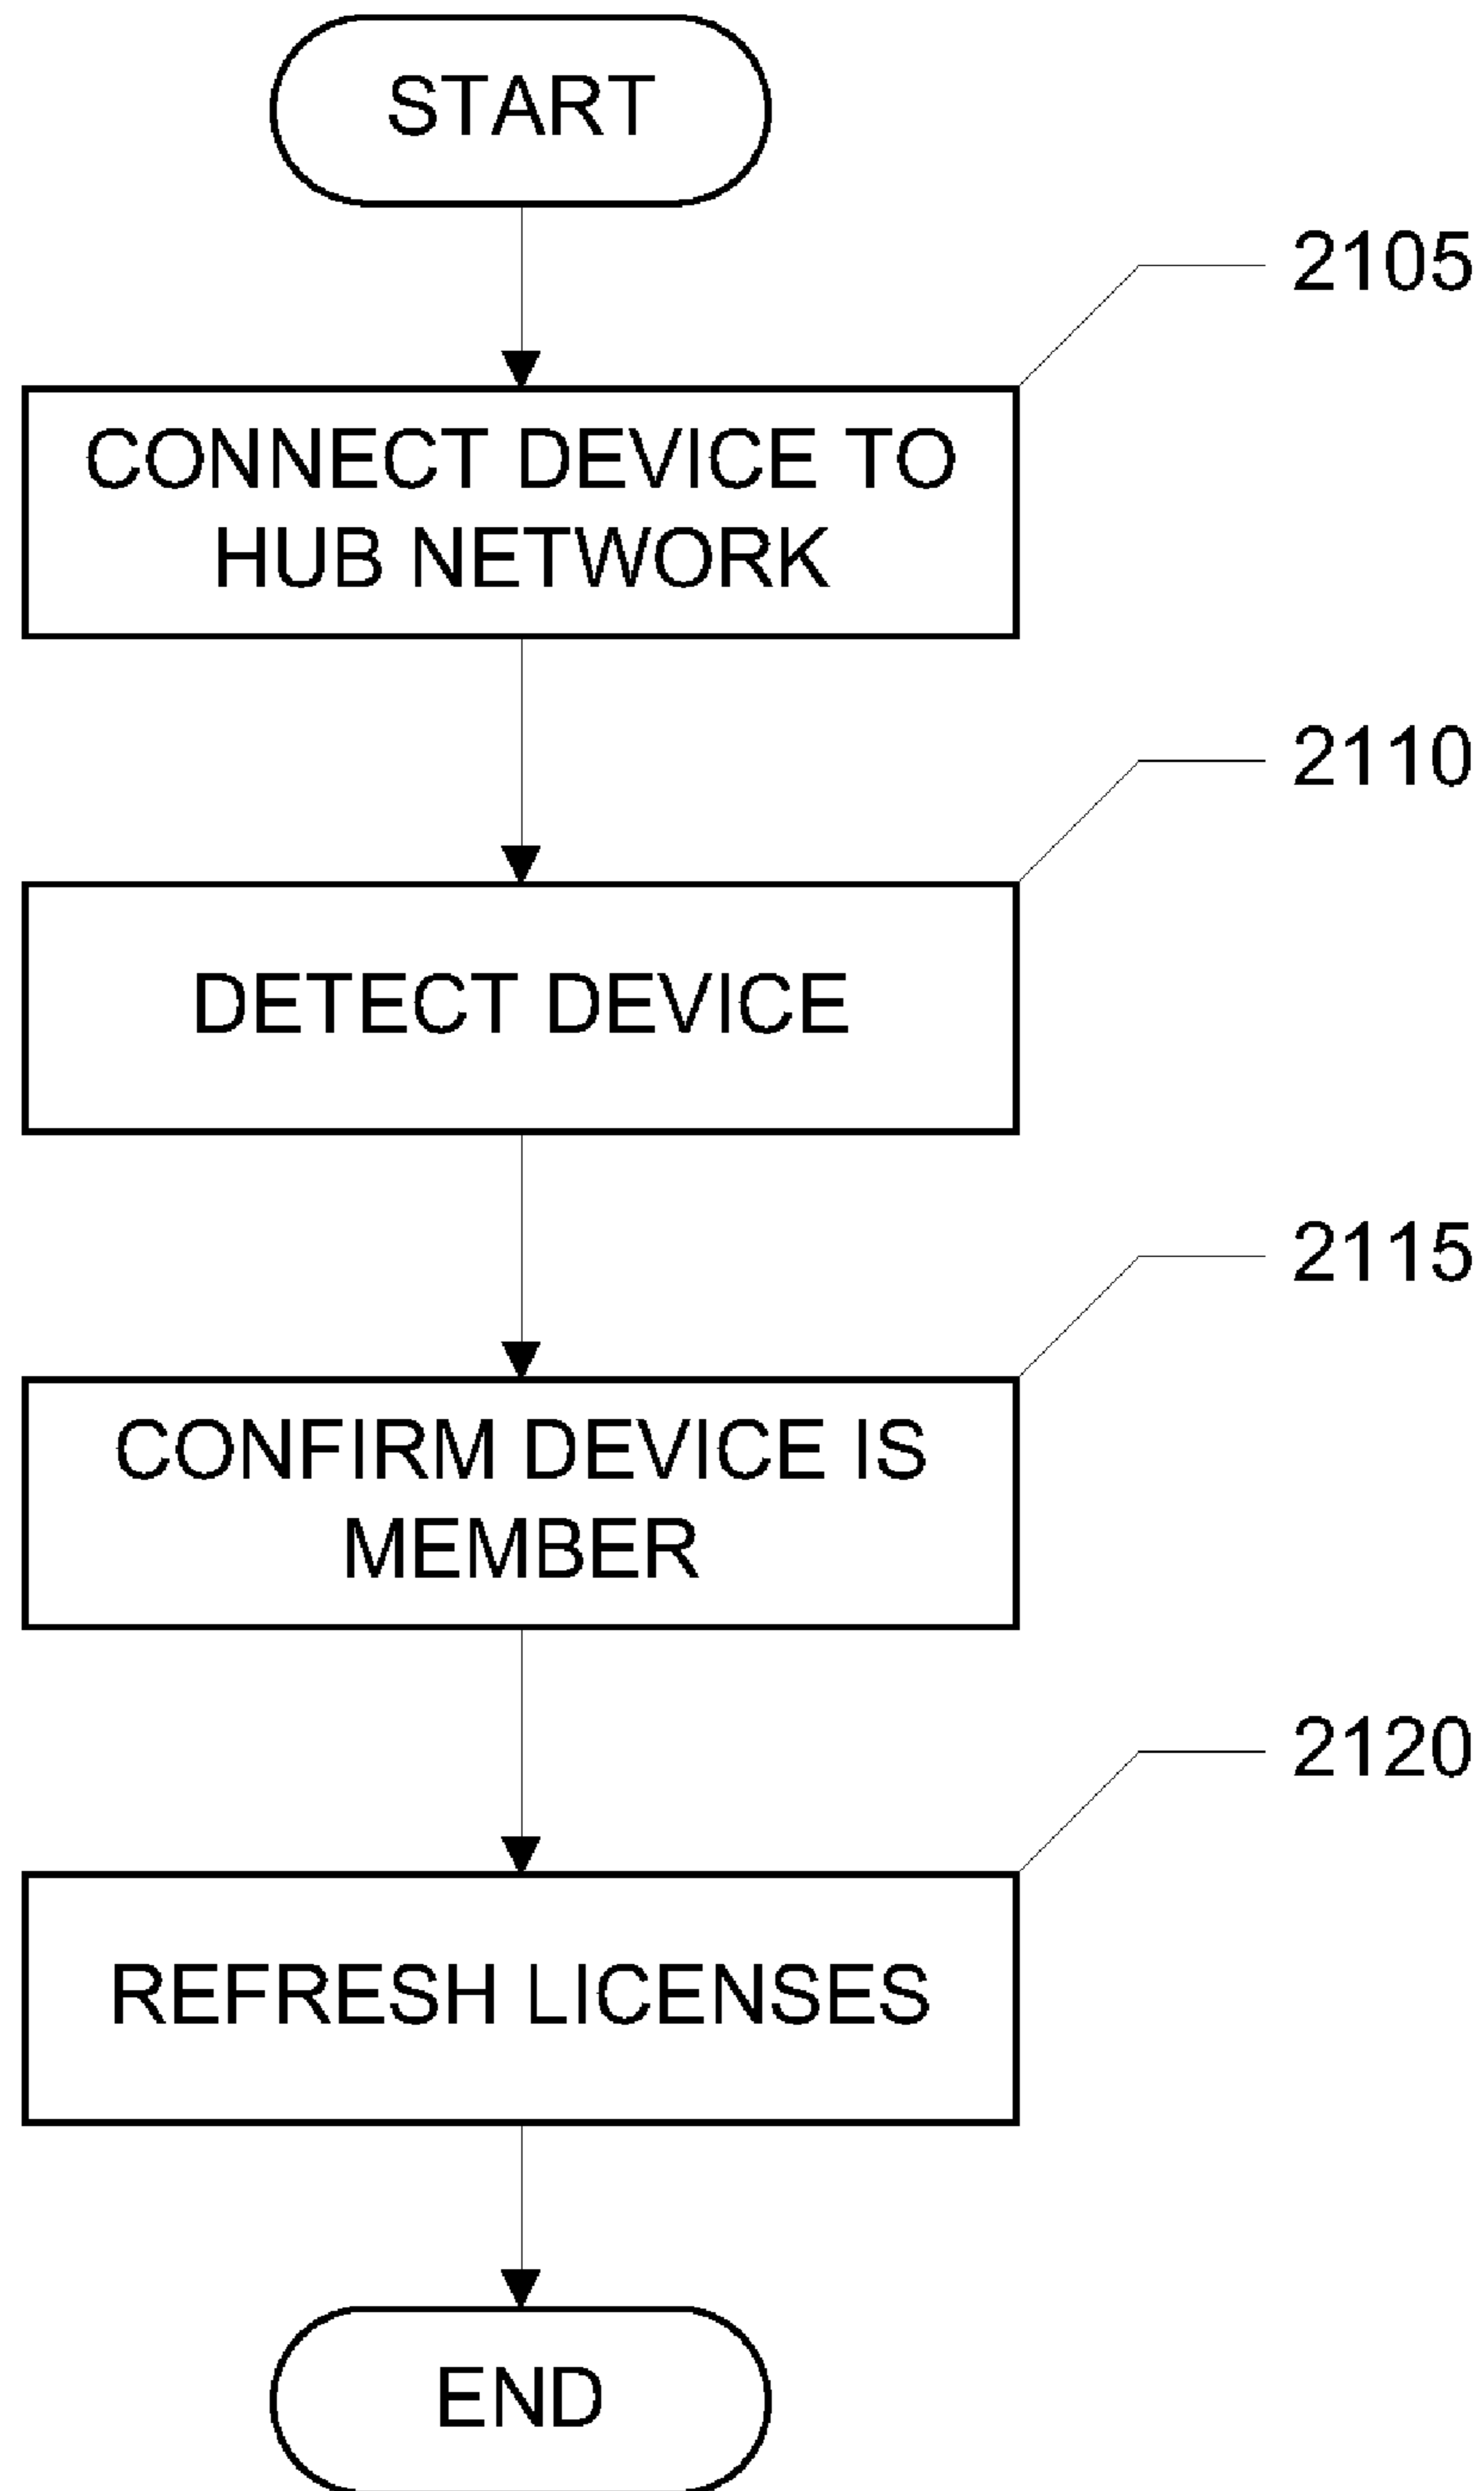 START
2105
CONNECT DEVICE TO
HUB NETWORK
2110
DETECT DEVICE
2115
CONFIRM DEVICE IS
MEMBER
2120
REFRESH LICENSES
END